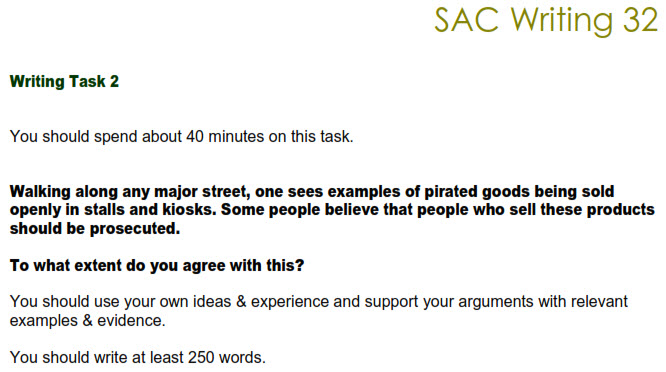 SAC Writing 32
Writing Task 2
You should spend about 40 minutes on this task.
Walking along any major street, one sees examples of pirated goods being sold
openly in stalls and kiosks. Some people believe that people who sell these products
should be prosecuted.
To what extent do you agree with this?
You should use your own ideas & experience and support your arguments with relevant
examples & evidence.
You should write at least 250 words.